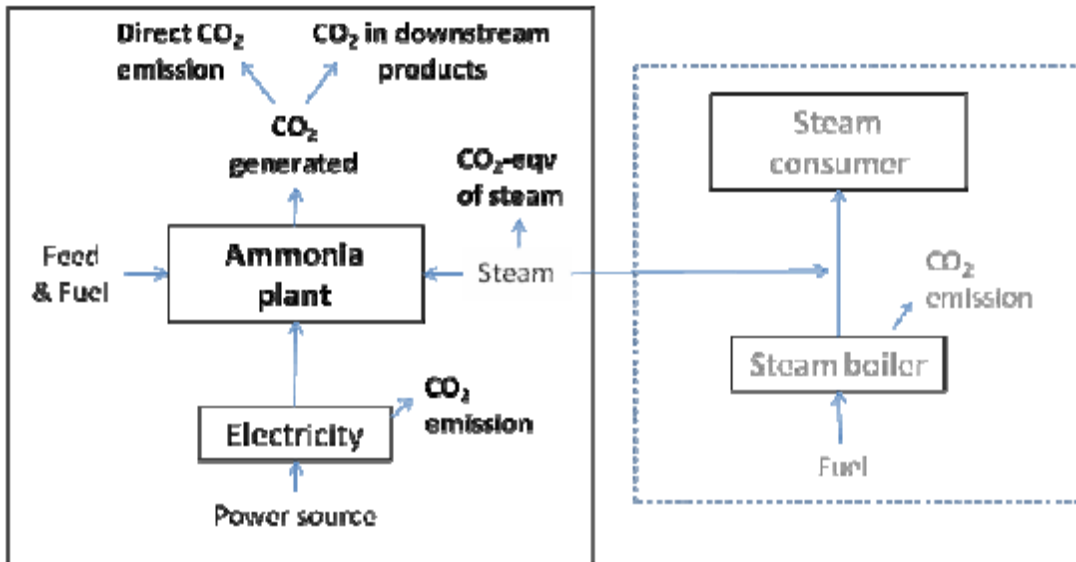 Direct CO₂
emission
CO₂ in downstream
products
CO₂
generated
CO₂-eqv
of steam
Feed
& Fuel
Ammonia
plant
Steam
CO₂
emission
Electricity
Power source
Steam
consumer
CO₂
emission
Steam boiler
Fuel